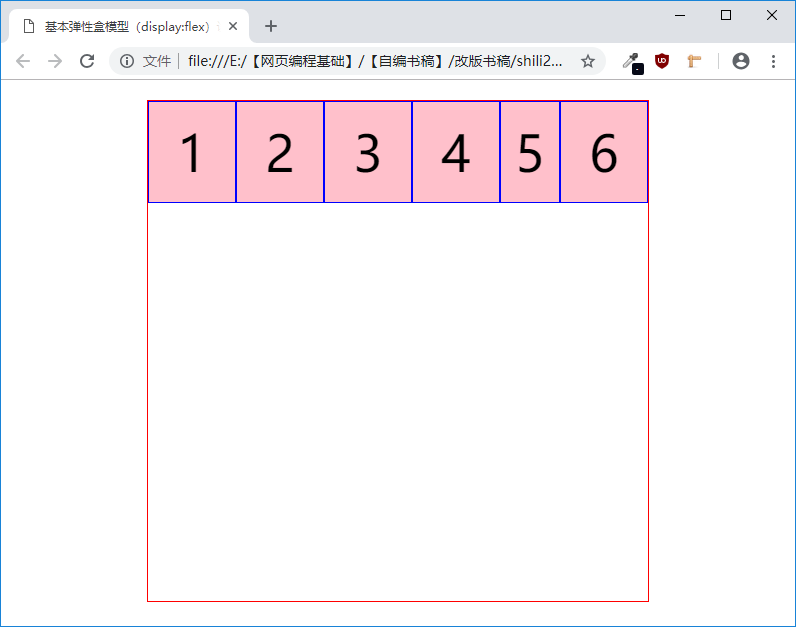 基本弹性盒模型（display:flex）
文件 file:///E:/【网页编程基础】/【自编书稿】/改版书稿/shili2...
1 2 3 4 5 6